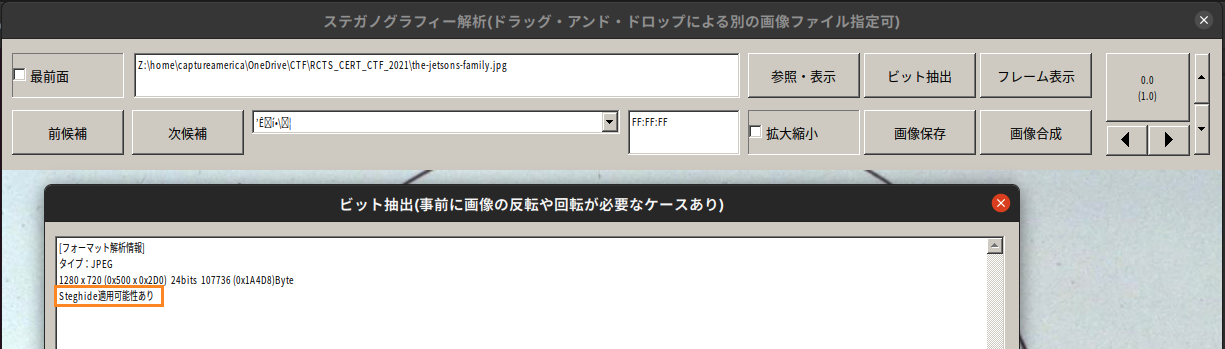 ステガノグラフィー解析(ドラッグ・アンド・ドロップによる別の画像ファイル指定可)
最前面
Z:\home\captureamerica\OneDrive\CTF\RCTS_CERT_CTF_2021\the-jetsons-family.jpg
参照・表示
ビット抽出
フレーム表示
0.0
(1.0)
前候補
次候補
FF:FF:FF
拡大縮小
画像保存
画像合成
ビット抽出(事前に画像の反転や回転が必要なケースあり)
[フォーマット解析情報]
タイプ：JPEG
1280 x 720 (0x500 x 0x2D0) 24bits 107736 (0x1A4D8)Byte
Steghide適用可能性あり